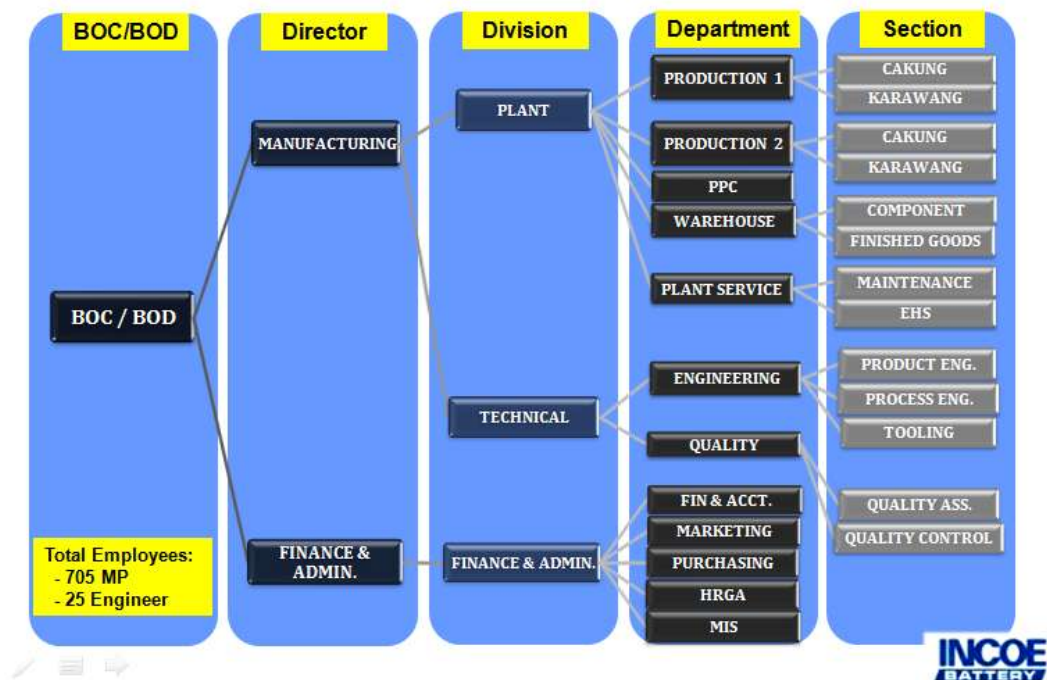 BOC/BOD
Director
Division
Department
Section
BOC / BOD
Total Employees:
- 705 MP
- 25 Engineer
MANUFACTURING
FINANCE &
ADMIN.
PLANT
TECHNICAL
FINANCE & ADMIN.
PRODUCTION 1
PRODUCTION 2
PPC
WAREHOUSE
PLANT SERVICE
ENGINEERING
QUALITY
FIN & ACCT.
MARKETING
PURCHASING
HRGA
MIS
CAKUNG
KARAWANG
CAKUNG
KARAWANG
COMPONENT
FINISHED GOODS
MAINTENANCE
EHS
PRODUCT ENG.
PROCESS ENG.
TOOLING
QUALITY ASS.
QUALITY CONTROL
INCOE
BATTERY